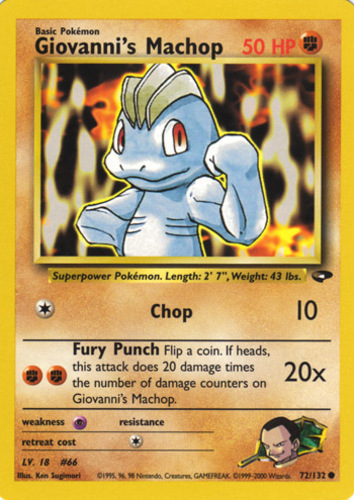 Basic Pokémon
Giovanni's Machop 50 HP
Superpower Pokémon. Length: 2' 7", Weight: 43 lbs.
Chop 10
Fury Punch Flip a coin. If heads,
this attack does 20 damage times
the number of damage counters on
Giovanni's Machop.
20x
weakness resistance
retreat cost
LV. 18 #66
Illus. Ken Sugimori
©1995, 96, 98 Nintendo, Creatures, GAMEFREAK. ©1999-2000 Wizards.
72/132